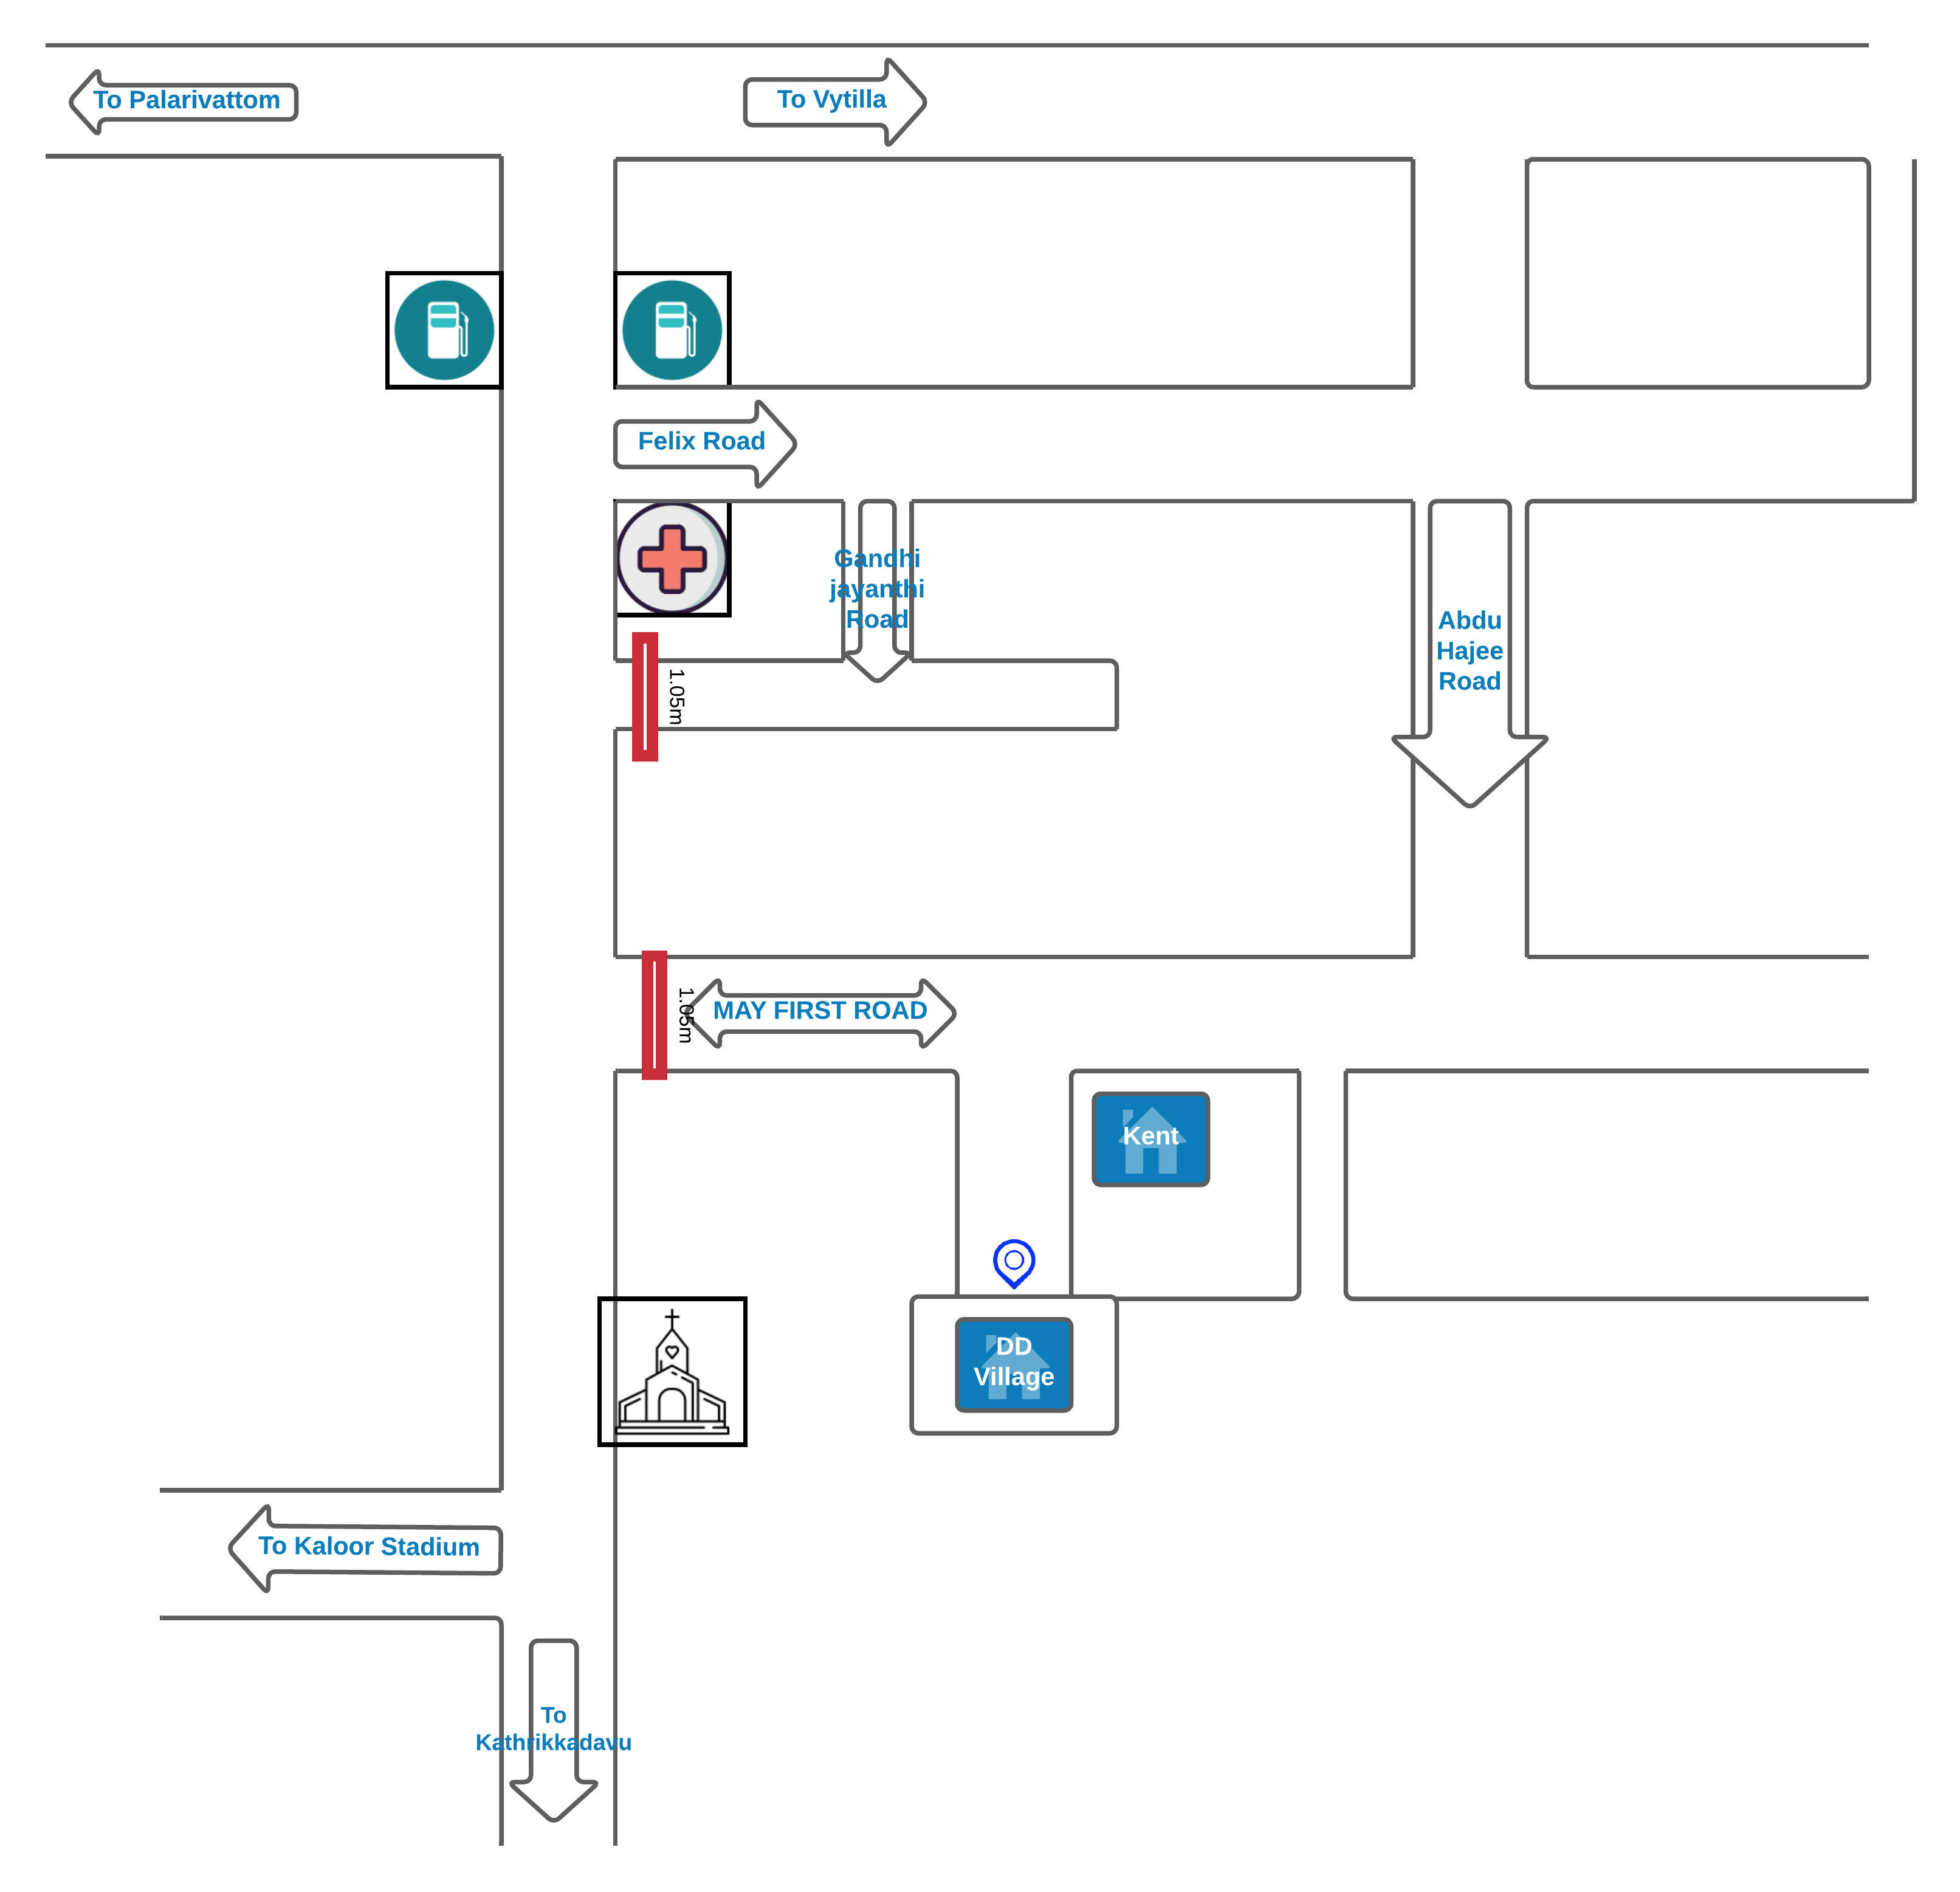 To Palarivattom
To Vytilla
Felix Road
Gandhi
jayanthi
Road
Abdu
Hajee
Road
1.05m
1.05m
MAY FIRST ROAD
Kent
DD
Village
To Kaloor Stadium
To
Kathrikkadavu